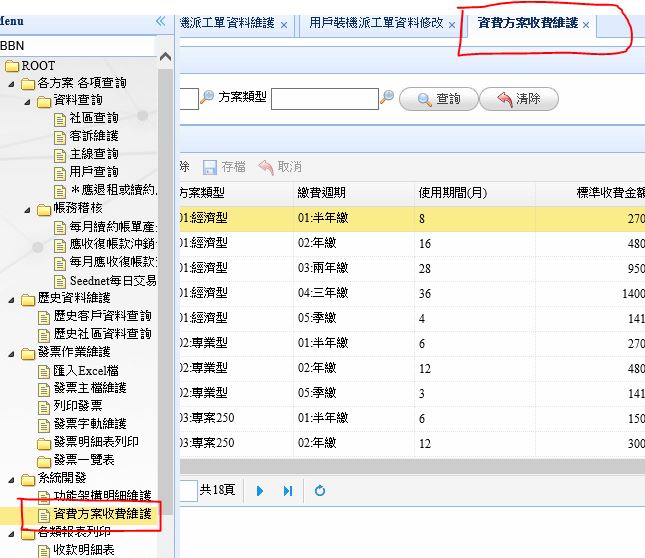 Menu
機派工單資料維護 ×
用戶裝機派工單資料修改 ×
資費方案收費維護 ×
BBN
ROOT
各方案 各項查詢
資料查詢
社區查詢
客訴維護
主線查詢
用戶查詢
＊應退租或續約
帳務稽核
每月續約帳單產
應收復帳款沖銷
每月應收復帳款
Seednet每日交易
歷史資料維護
歷史客戶資料查詢
歷史社區資料查詢
發票作業維護
匯入Excel檔
發票主檔維護
列印發票
發票字軌維護
發票明細表列印
發票一覽表
系統開發
功能架構明細維護
資費方案收費維護
各類報表列印
收款明細表
方案類型 查詢 清除
除 存檔 取消
方案類型 繳費週期 使用期間(月) 標準收費金額
01:經濟型 01:半年繳 8 270
01:經濟型 02:年繳 16 480
01:經濟型 03:兩年繳 28 950
01:經濟型 04:三年繳 36 1400
01:經濟型 05:季繳 4 141
02:專業型 01:半年繳 6 270
02:專業型 02:年繳 12 480
02:專業型 05:季繳 3 141
03:專案250 01:半年繳 6 150
03:專案250 02:年繳 12 300
共18頁